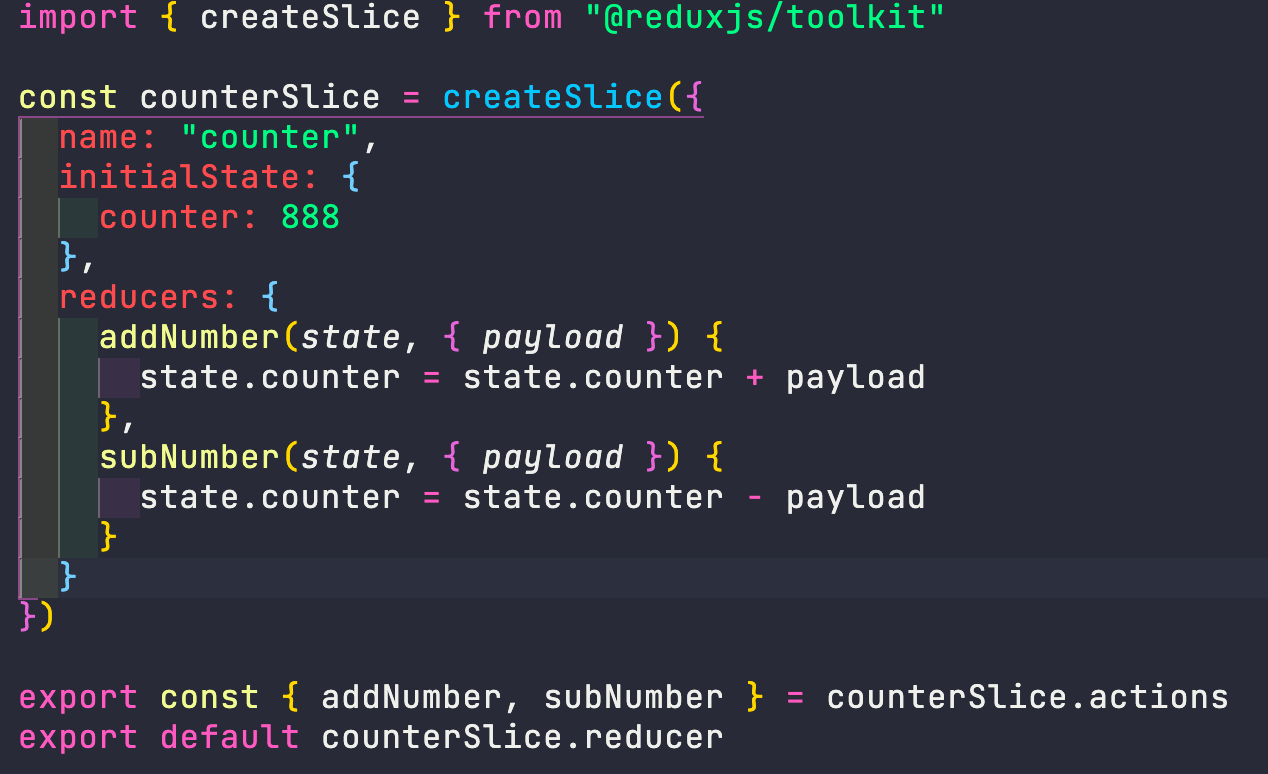 import { createSlice } from "@reduxjs/toolkit"
const counterSlice = createSlice({
name: "counter",
initialState: {
counter: 888
},
reducers: {
addNumber(state, { payload }) {
state.counter = state.counter + payload
},
subNumber(state, { payload }) {
state.counter = state.counter - payload
}
}
})
export const { addNumber, subNumber } = counterSlice.actions
export default counterSlice.reducer